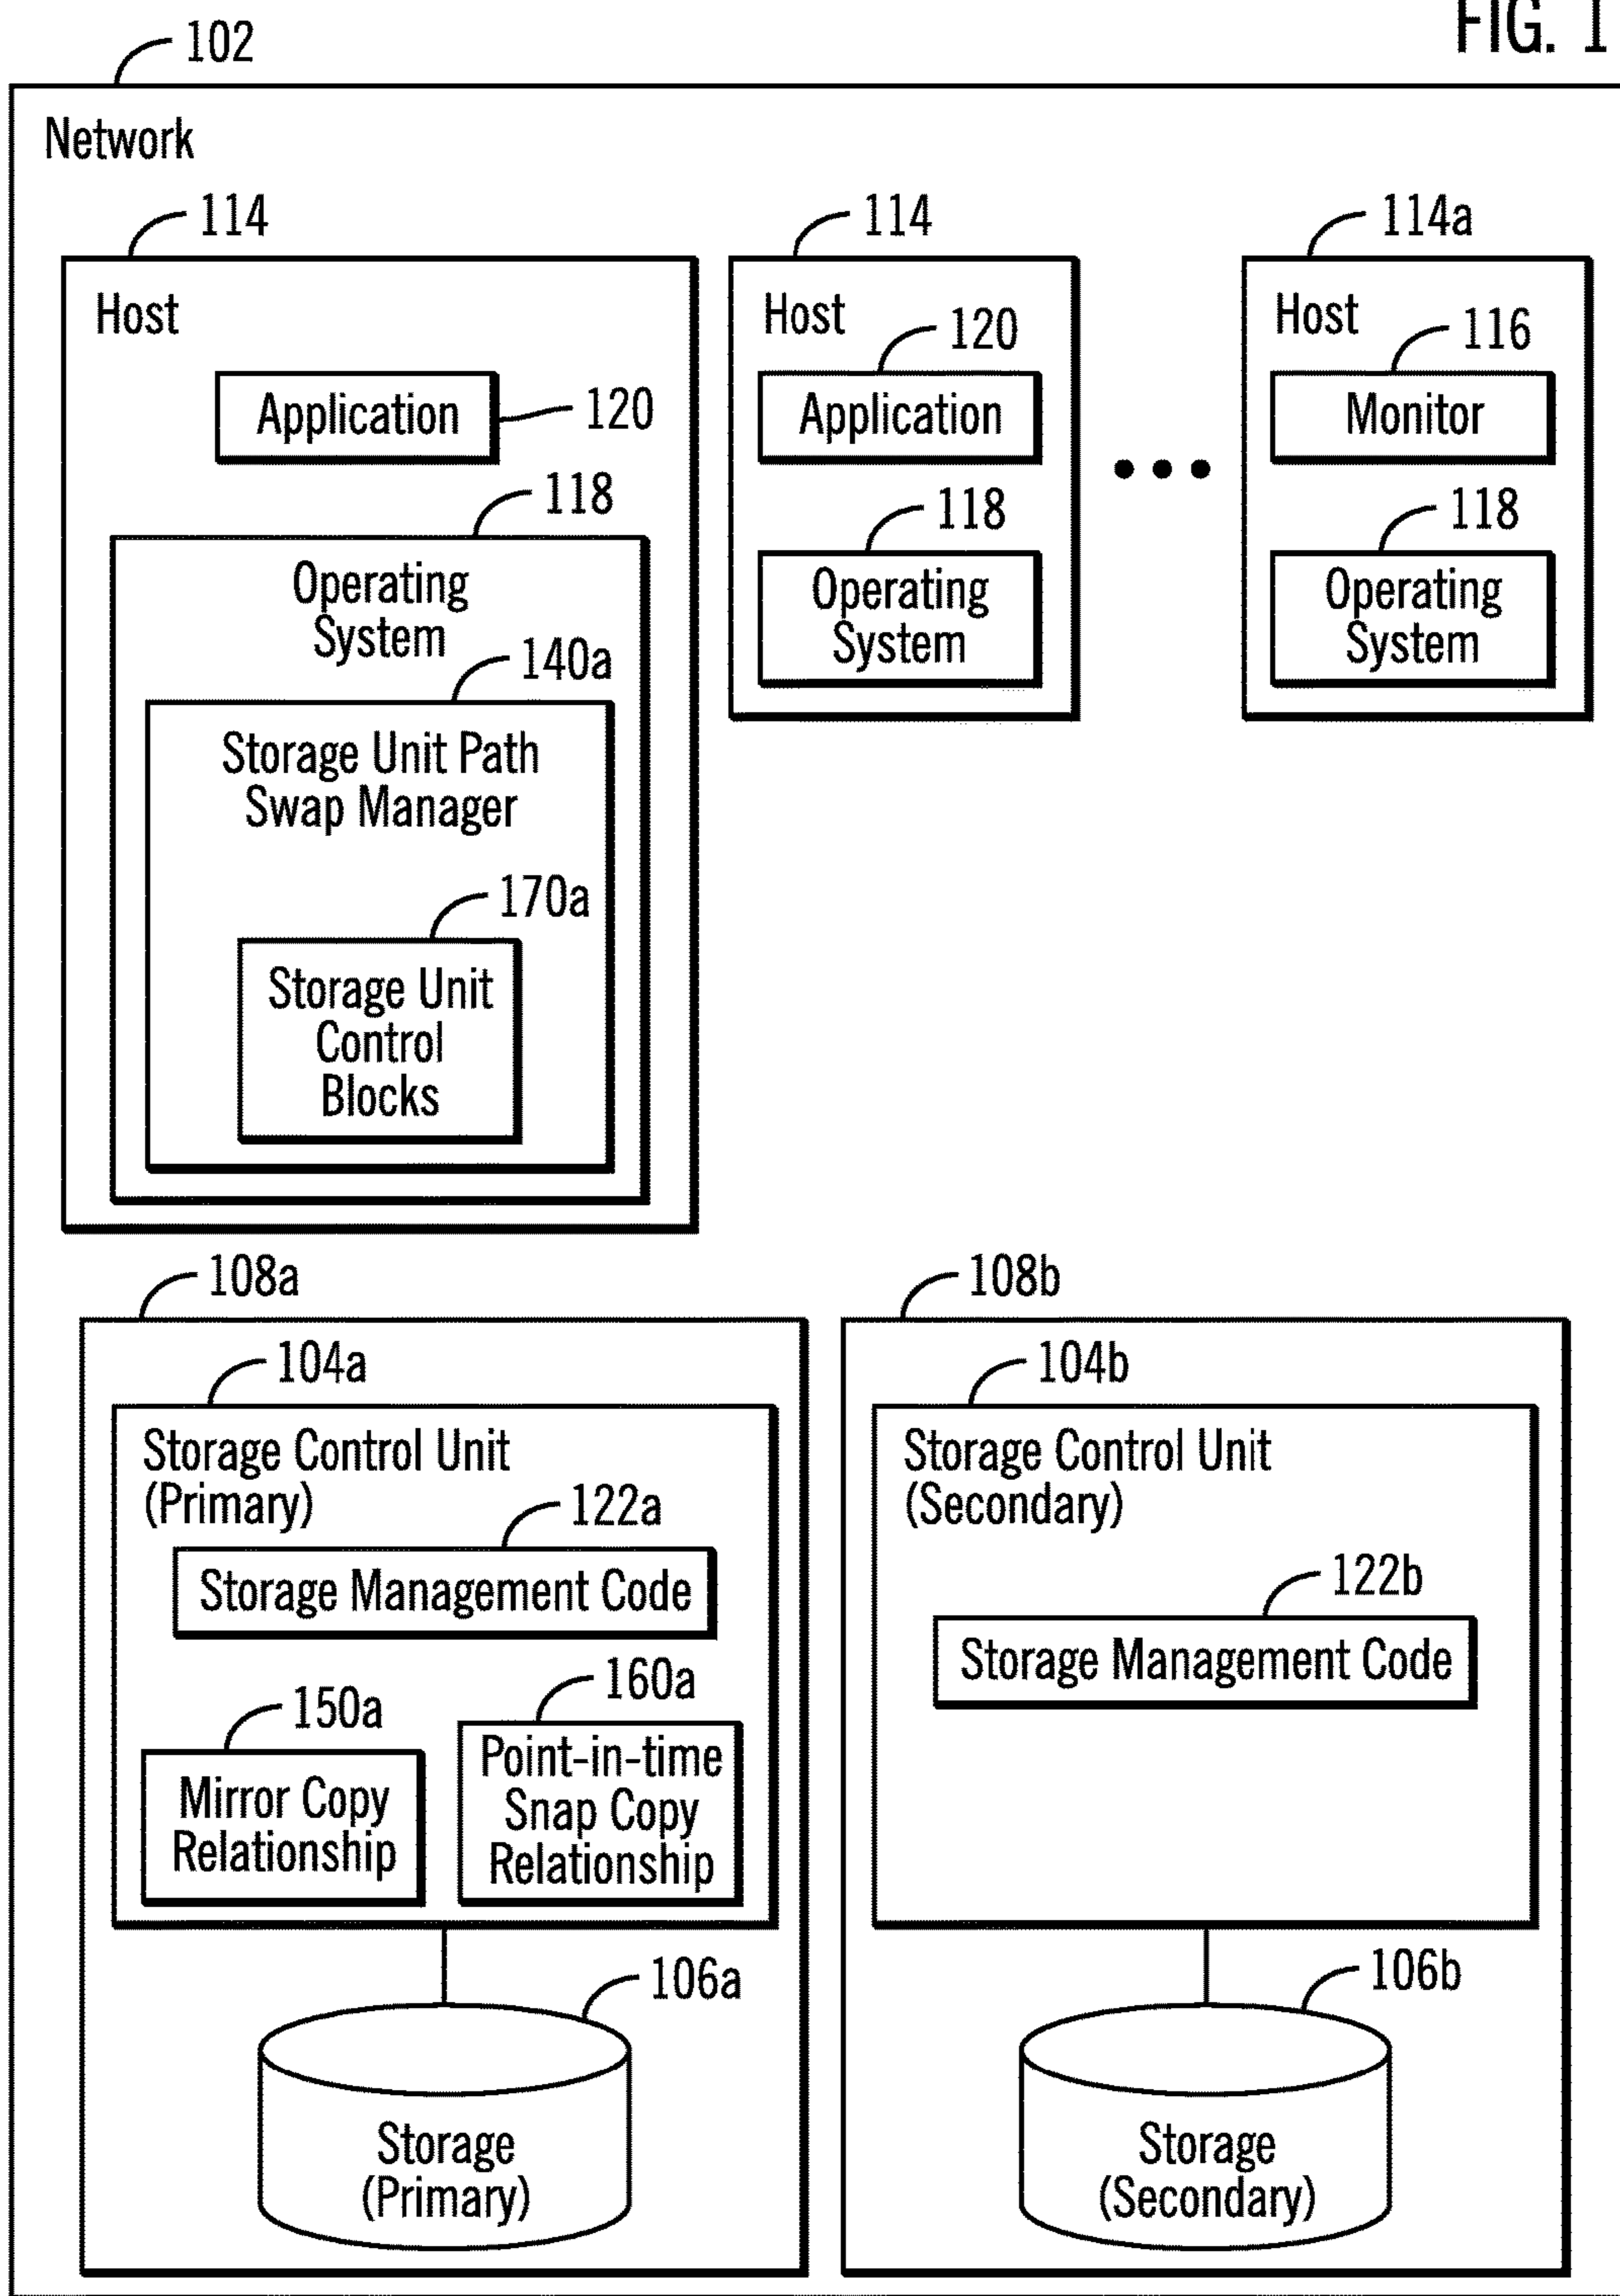 FIG. 1
102
Network
114
Host
Application
120
118
Operating
System
140a
Storage Unit Path
Swap Manager
170a
Storage Unit
Control
Blocks
114
Host
120
Application
118
Operating
System
114a
Host
116
Monitor
118
Operating
System
108a
104a
Storage Control Unit
(Primary)
122a
Storage Management Code
150a
Mirror Copy
Relationship
160a
Point-in-time
Snap Copy
Relationship
106a
Storage
(Primary)
108b
104b
Storage Control Unit
(Secondary)
122b
Storage Management Code
106b
Storage
(Secondary)